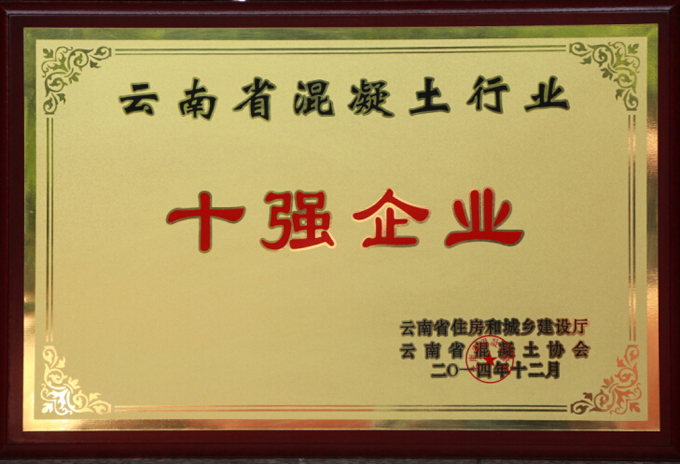 云南省混凝土行业
十强企业
云南省住房和城乡建设厅
云南省混凝土协会
二〇一四年十二月